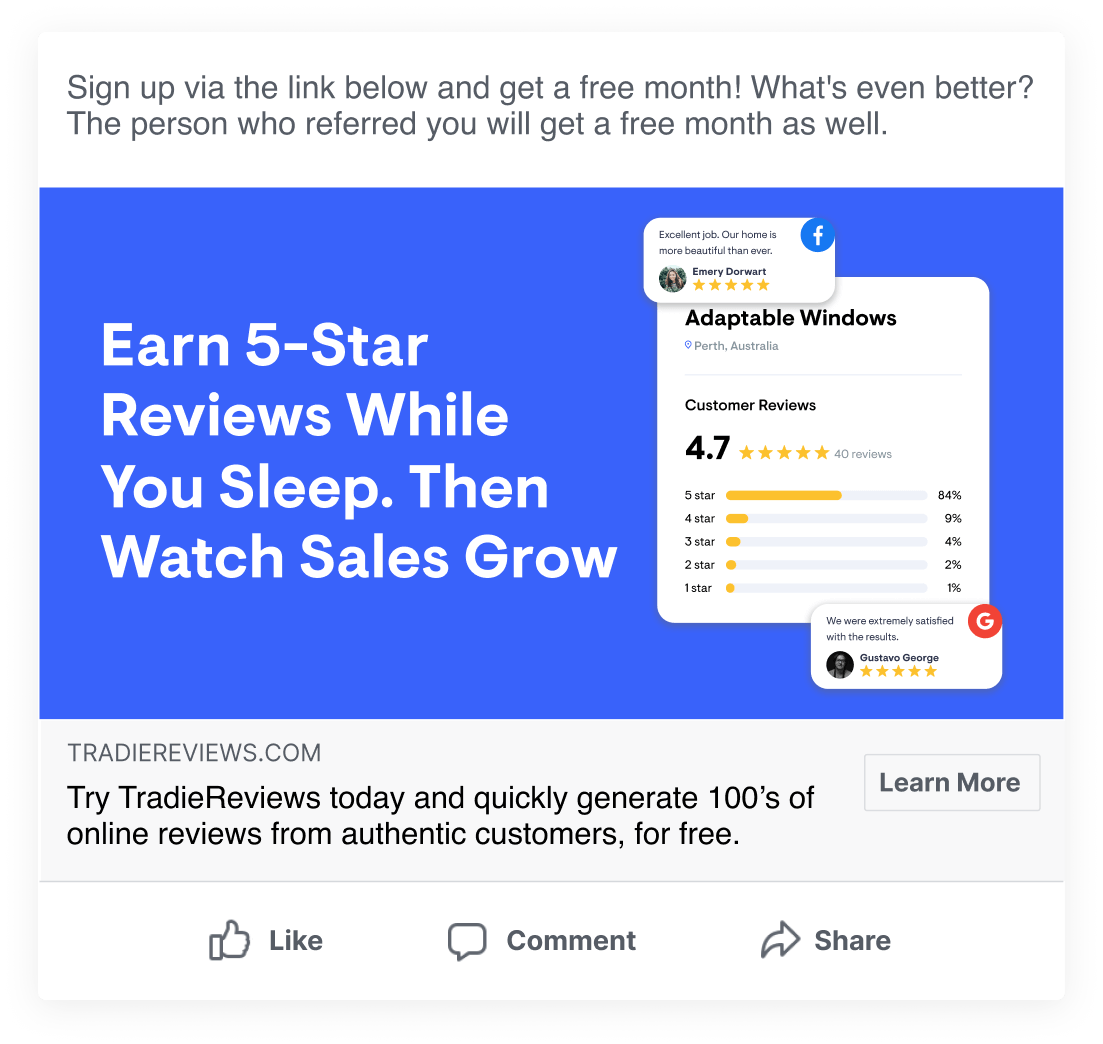 Sign up via the link below and get a free month! What's even better?
The person who referred you will get a free month as well.
Earn 5-Star
Reviews While
You Sleep. Then
Watch Sales Grow
Excellent job. Our home is
more beautiful than ever.
Emery Dorwart
Adaptable Windows
Perth, Australia
Customer Reviews
4.7 40 reviews
5 star 84%
4 star 9%
3 star 4%
2 star 2%
1 star 1%
We were extremely satisfied
with the results.
Gustavo George
TRADIEREVIEWS.COM
Try TradieReviews today and quickly generate 100’s of
online reviews from authentic customers, for free.
Learn More
Like Comment Share